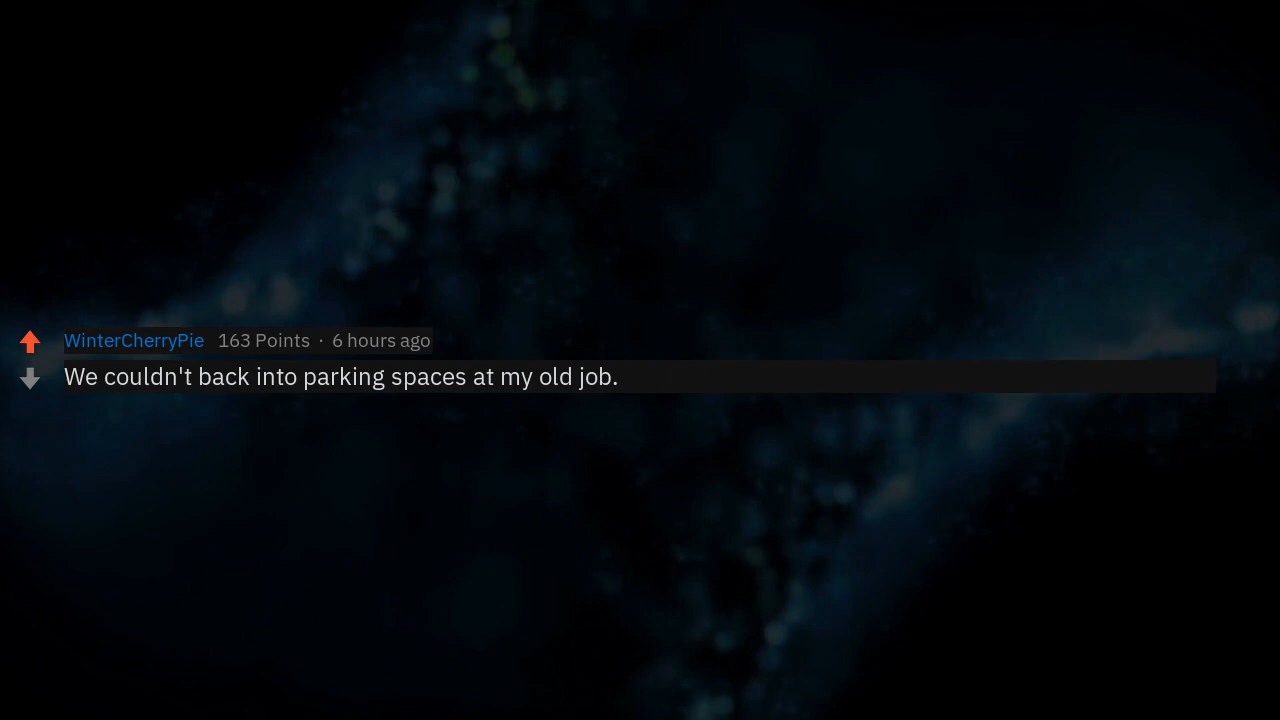 WinterCherryPie 163 Points · 6 hours ago
We couldn't back into parking spaces at my old job.